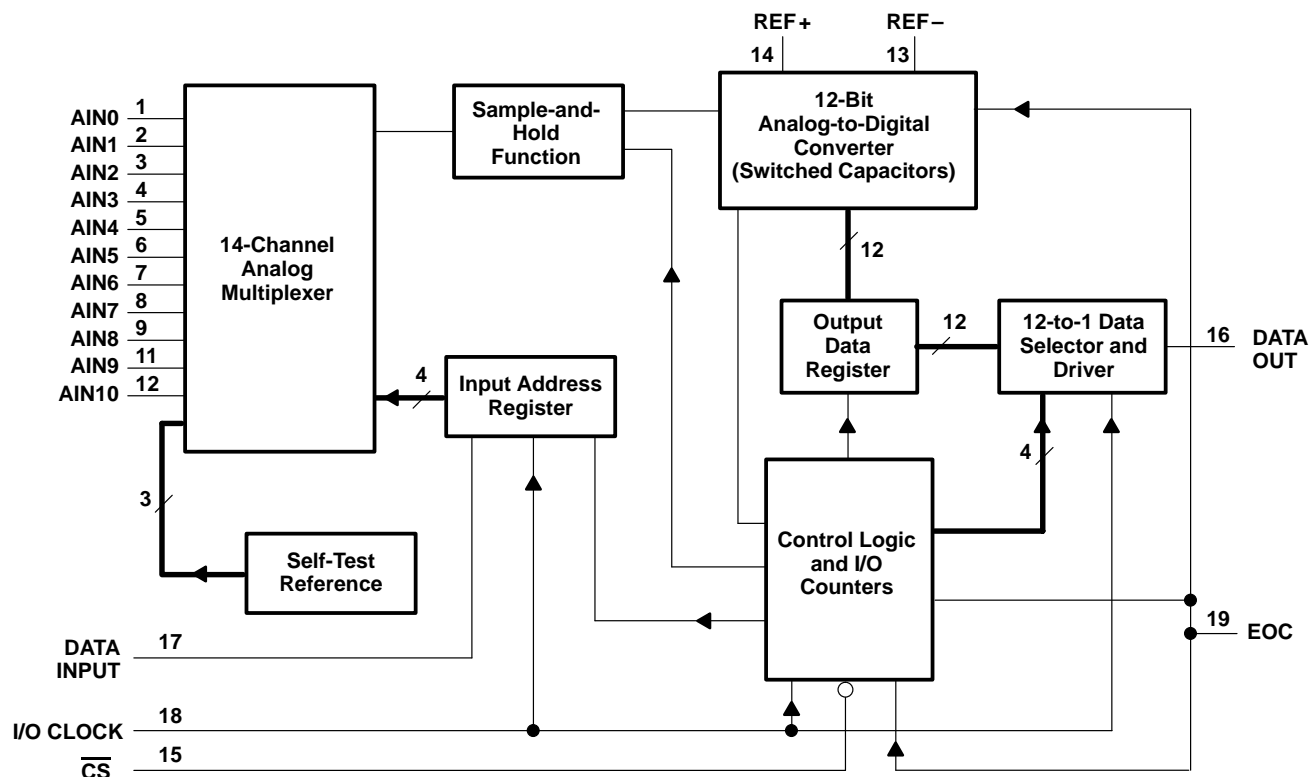 REF+
REF–
14
13
12-Bit
Analog-to-Digital
Converter
(Switched Capacitors)
Sample-and-
Hold
Function
14-Channel
Analog
Multiplexer
AIN0
1
AIN1
2
AIN2
3
AIN3
4
AIN4
5
AIN5
6
AIN6
7
AIN7
8
AIN8
9
AIN9
11
AIN10
12
12
Output
Data
Register
12
12-to-1 Data
Selector and
Driver
16
DATA
OUT
4
Input Address
Register
4
3
Self-Test
Reference
Control Logic
and I/O
Counters
19
EOC
DATA
INPUT
17
I/O CLOCK
18
C̅S̅
15